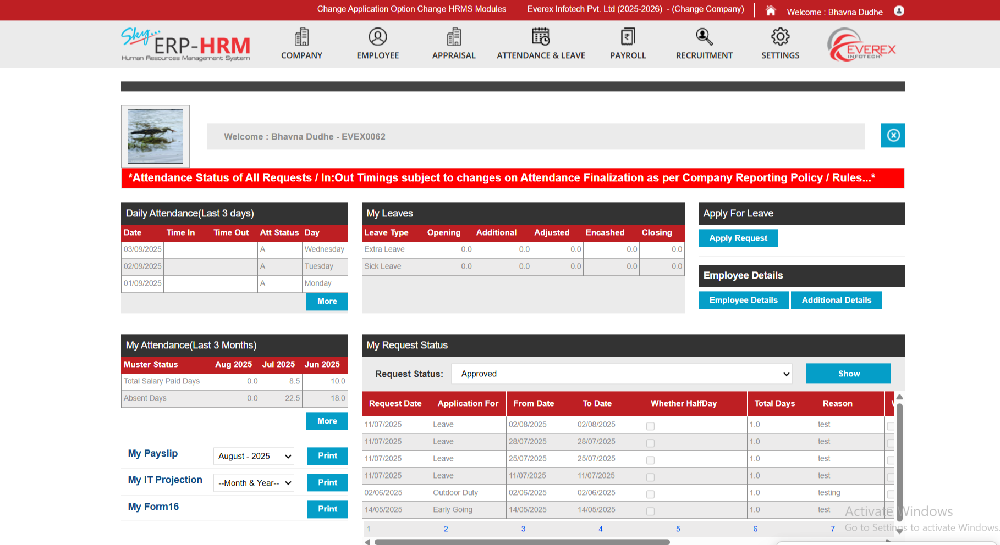 Change Application Option Change HRMS Modules
Everex Infotech Pvt. Ltd (2025-2026) - (Change Company)
Welcome : Bhavna Dudhe
Sky... ERP-HRM
Human Resources Management System
COMPANY
EMPLOYEE
APPRAISAL
ATTENDANCE & LEAVE
PAYROLL
RECRUITMENT
SETTINGS
EVEREX
INFOTECH
Welcome : Bhavna Dudhe - EVEX0062
*Attendance Status of All Requests / In:Out Timings subject to changes on Attendance Finalization as per Company Reporting Policy / Rules...*
Daily Attendance(Last 3 days)
Date Time In Time Out Att Status Day
03/09/2025 A Wednesday
02/09/2025 A Tuesday
01/09/2025 A Monday
More
My Leaves
Leave Type Opening Additional Adjusted Encashed Closing
Extra Leave 0.0 0.0 0.0 0.0 0.0
Sick Leave 0.0 0.0 0.0 0.0 0.0
Apply For Leave
Apply Request
Employee Details
Employee Details Additional Details
My Attendance(Last 3 Months)
Muster Status Aug 2025 Jul 2025 Jun 2025
Total Salary Paid Days 0.0 8.5 10.0
Absent Days 0.0 22.5 18.0
More
My Payslip August - 2025 Print
My IT Projection --Month & Year-- Print
My Form16 Print
My Request Status
Request Status: Approved Show
Request Date Application For From Date To Date Whether HalfDay Total Days Reason
11/07/2025 Leave 02/08/2025 02/08/2025 1.0 test
11/07/2025 Leave 28/07/2025 28/07/2025 1.0 test
11/07/2025 Leave 25/07/2025 25/07/2025 1.0 test
11/07/2025 Leave 11/07/2025 11/07/2025 1.0 test
02/06/2025 Outdoor Duty 02/06/2025 02/06/2025 1.0 testing
14/05/2025 Early Going 14/05/2025 14/05/2025 1.0 test
1 2 3 4 5 6 7
Activate Windows
Go to Settings to activate Windows.